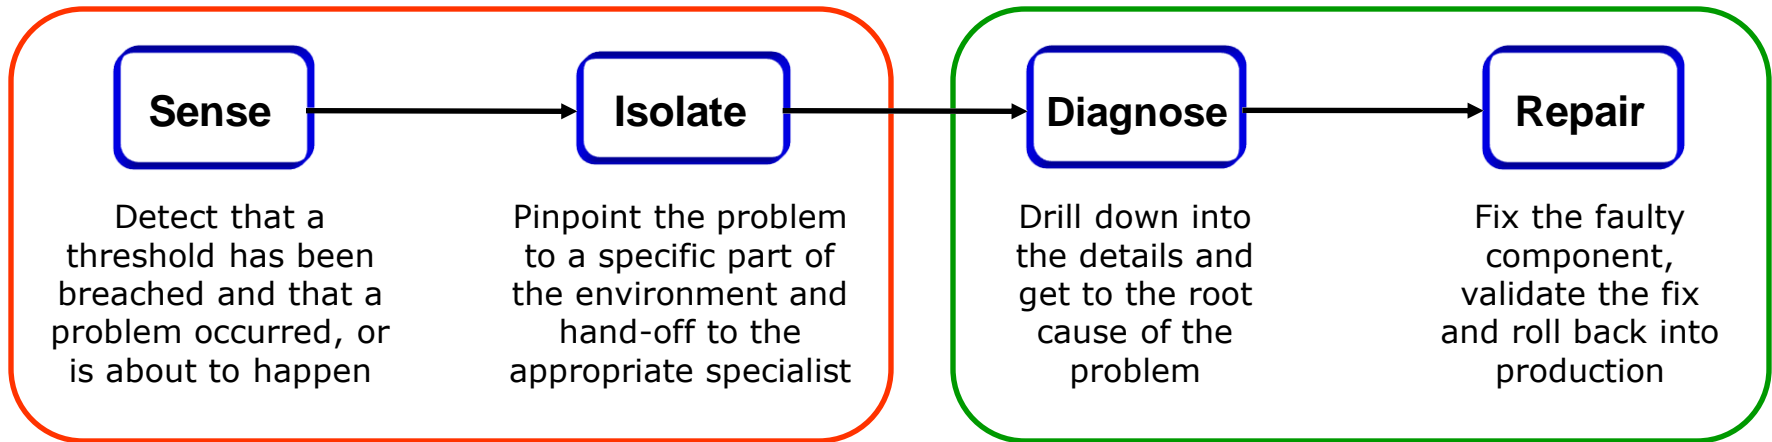 Sense
Isolate
Diagnose
Repair
Detect that a
threshold has been
breached and that a
problem occurred, or
is about to happen
Pinpoint the problem
to a specific part of
the environment and
hand-off to the
appropriate specialist
Drill down into
the details and
get to the root
cause of the
problem
Fix the faulty
component,
validate the fix
and roll back into
production